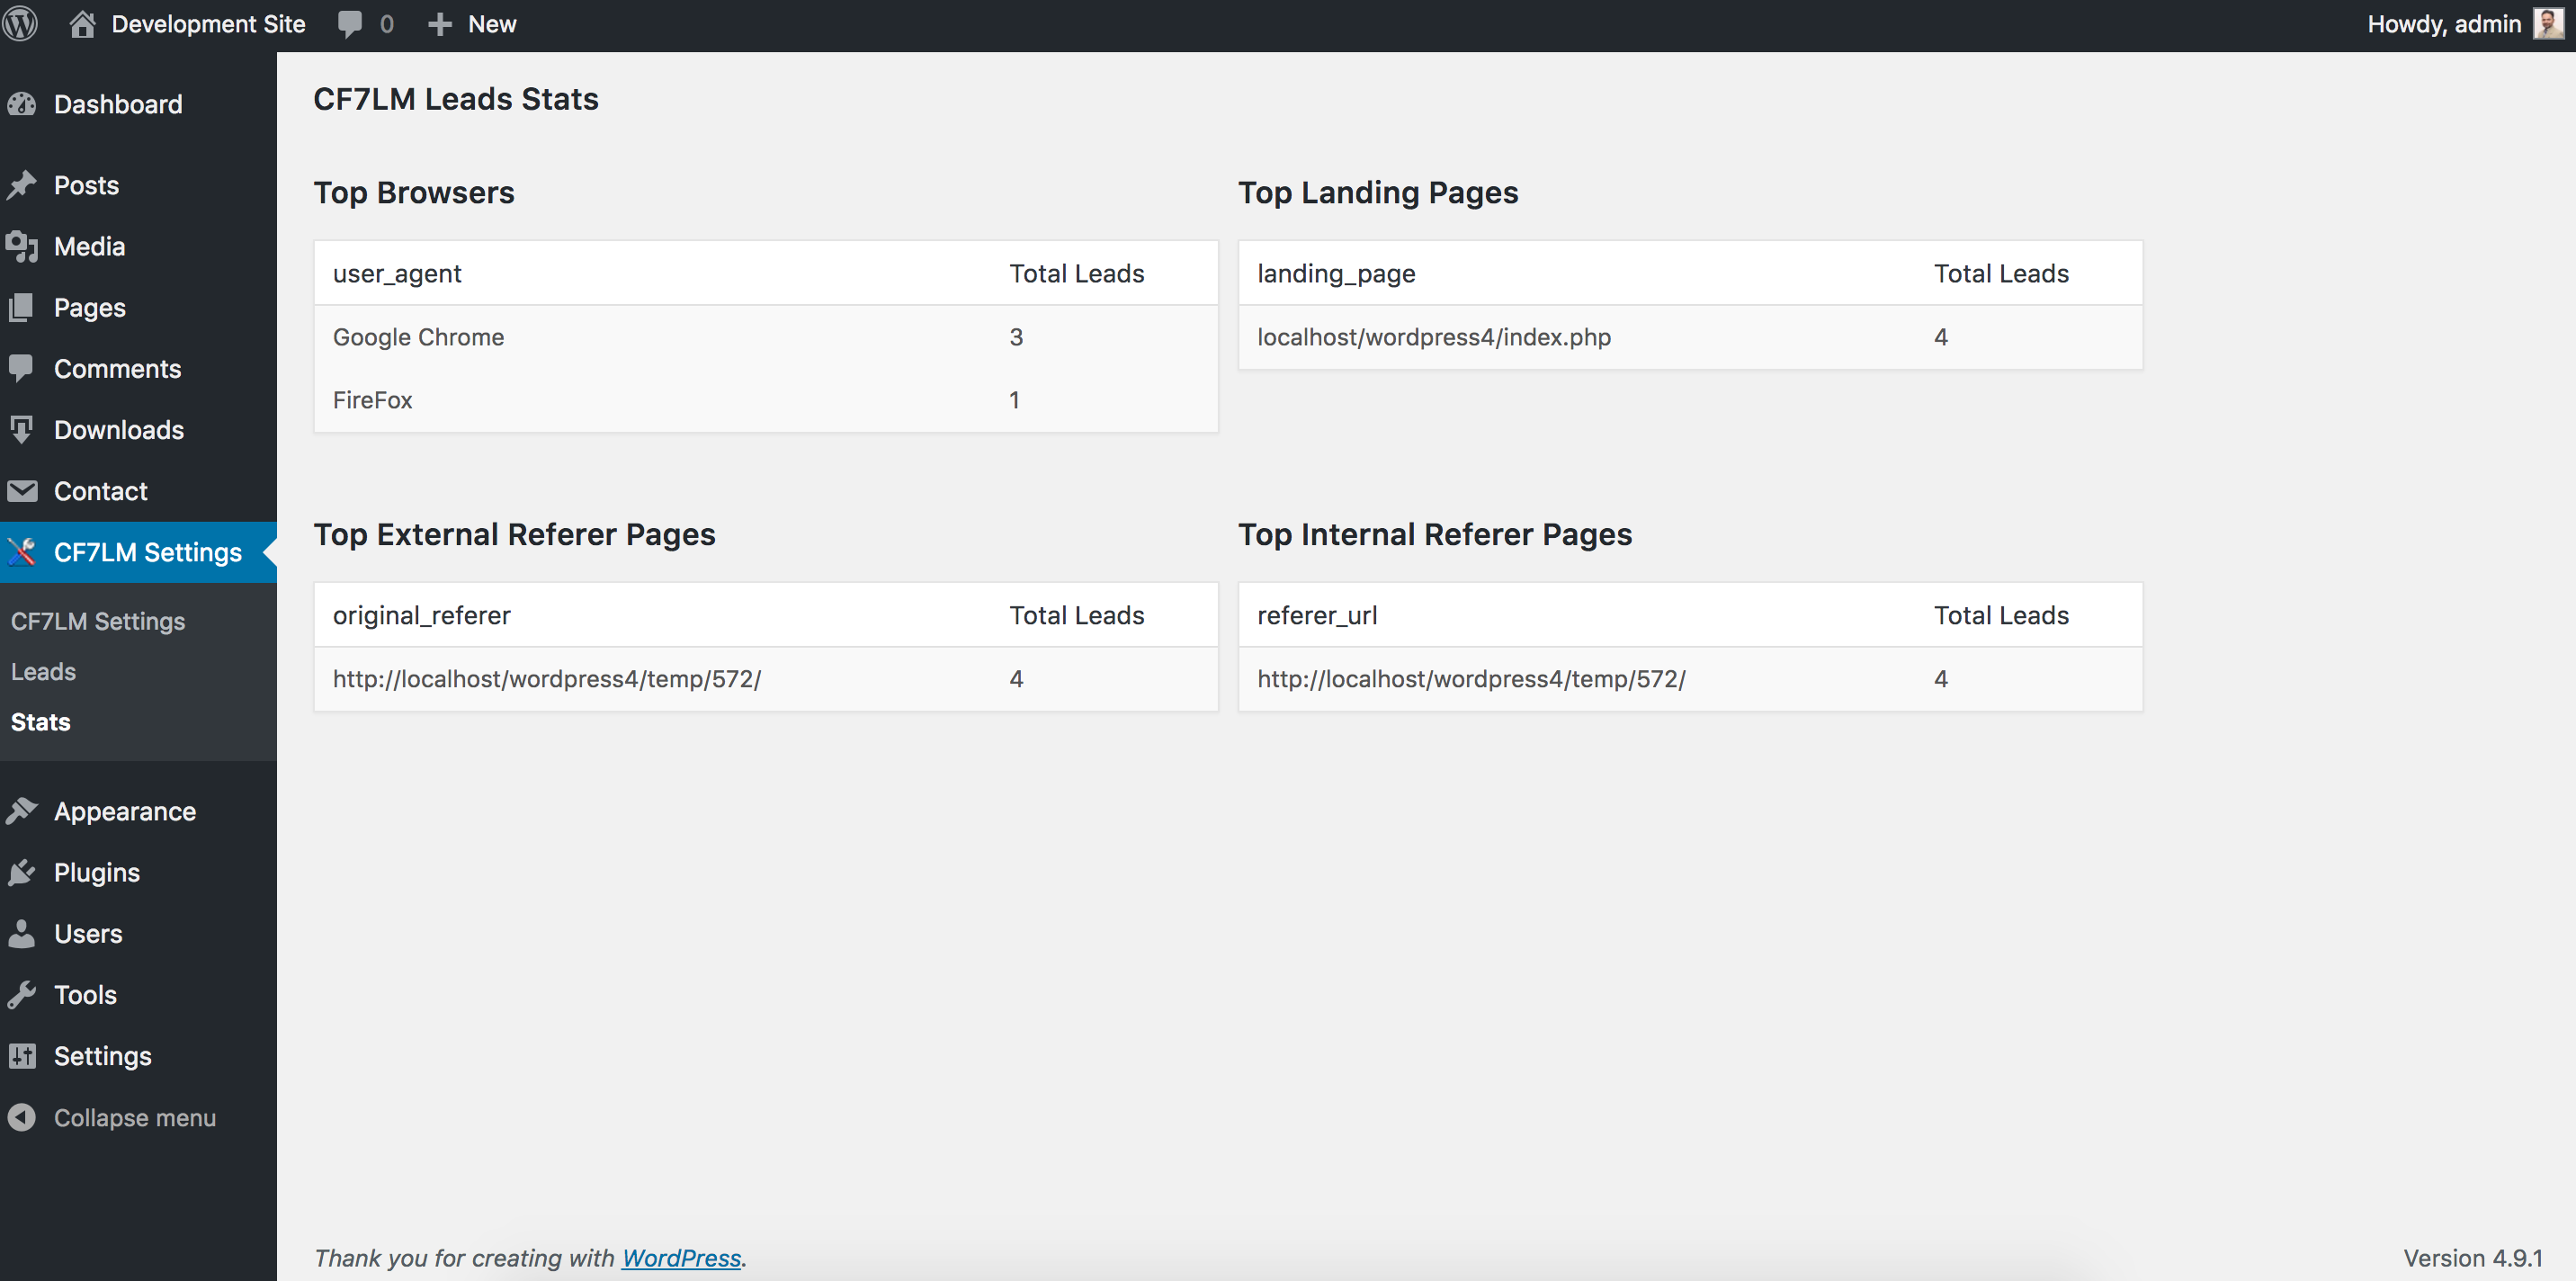 Development Site 0 New Howdy, admin
Dashboard
Posts
Media
Pages
Comments
Downloads
Contact
CF7LM Settings
CF7LM Settings
Leads
Stats
Appearance
Plugins
Users
Tools
Settings
Collapse menu
CF7LM Leads Stats
Top Browsers
user_agent Total Leads
Google Chrome 3
FireFox 1
Top Landing Pages
landing_page Total Leads
localhost/wordpress4/index.php 4
Top External Referer Pages
original_referer Total Leads
http://localhost/wordpress4/temp/572/ 4
Top Internal Referer Pages
referer_url Total Leads
http://localhost/wordpress4/temp/572/ 4
Thank you for creating with WordPress.
Version 4.9.1